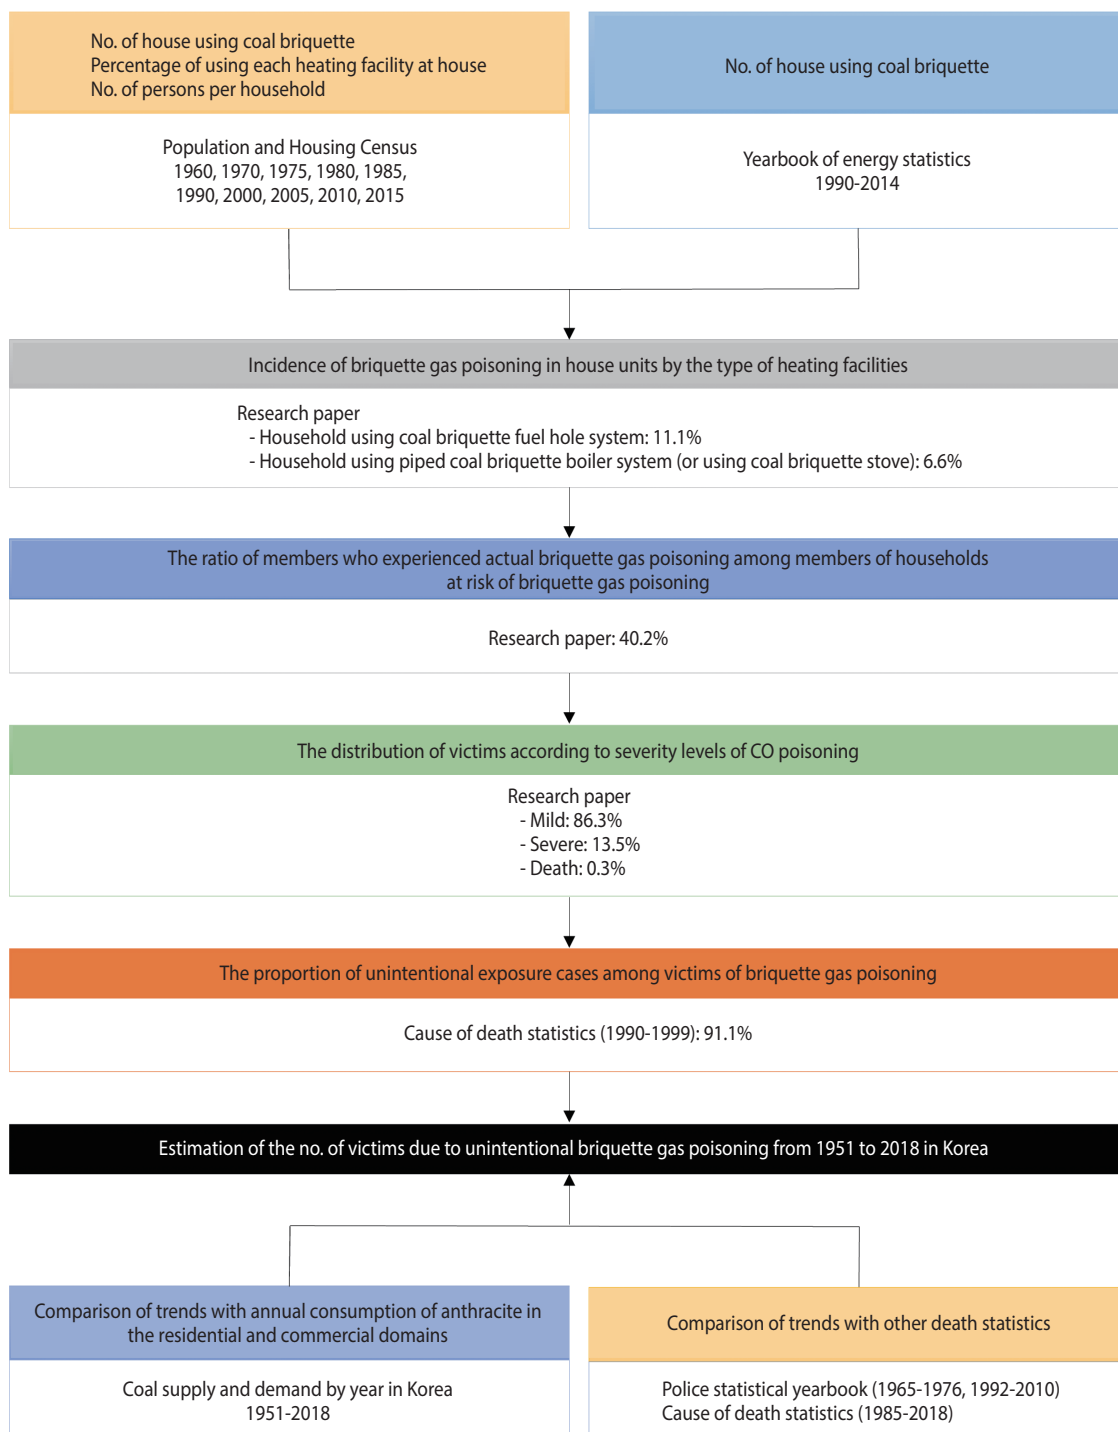 No. of house using coal briquette
Percentage of using each heating facility at house
No. of persons per household
Population and Housing Census
1960, 1970, 1975, 1980, 1985,
1990, 2000, 2005, 2010, 2015
No. of house using coal briquette
Yearbook of energy statistics
1990-2014
Incidence of briquette gas poisoning in house units by the type of heating facilities
Research paper
- Household using coal briquette fuel hole system: 11.1%
- Household using piped coal briquette boiler system (or using coal briquette stove): 6.6%
The ratio of members who experienced actual briquette gas poisoning among members of households
at risk of briquette gas poisoning
Research paper: 40.2%
The distribution of victims according to severity levels of CO poisoning
Research paper
- Mild: 86.3%
- Severe: 13.5%
- Death: 0.3%
The proportion of unintentional exposure cases among victims of briquette gas poisoning
Cause of death statistics (1990-1999): 91.1%
Estimation of the no. of victims due to unintentional briquette gas poisoning from 1951 to 2018 in Korea
Comparison of trends with annual consumption of anthracite in
the residential and commercial domains
Coal supply and demand by year in Korea
1951-2018
Comparison of trends with other death statistics
Police statistical yearbook (1965-1976, 1992-2010)
Cause of death statistics (1985-2018)